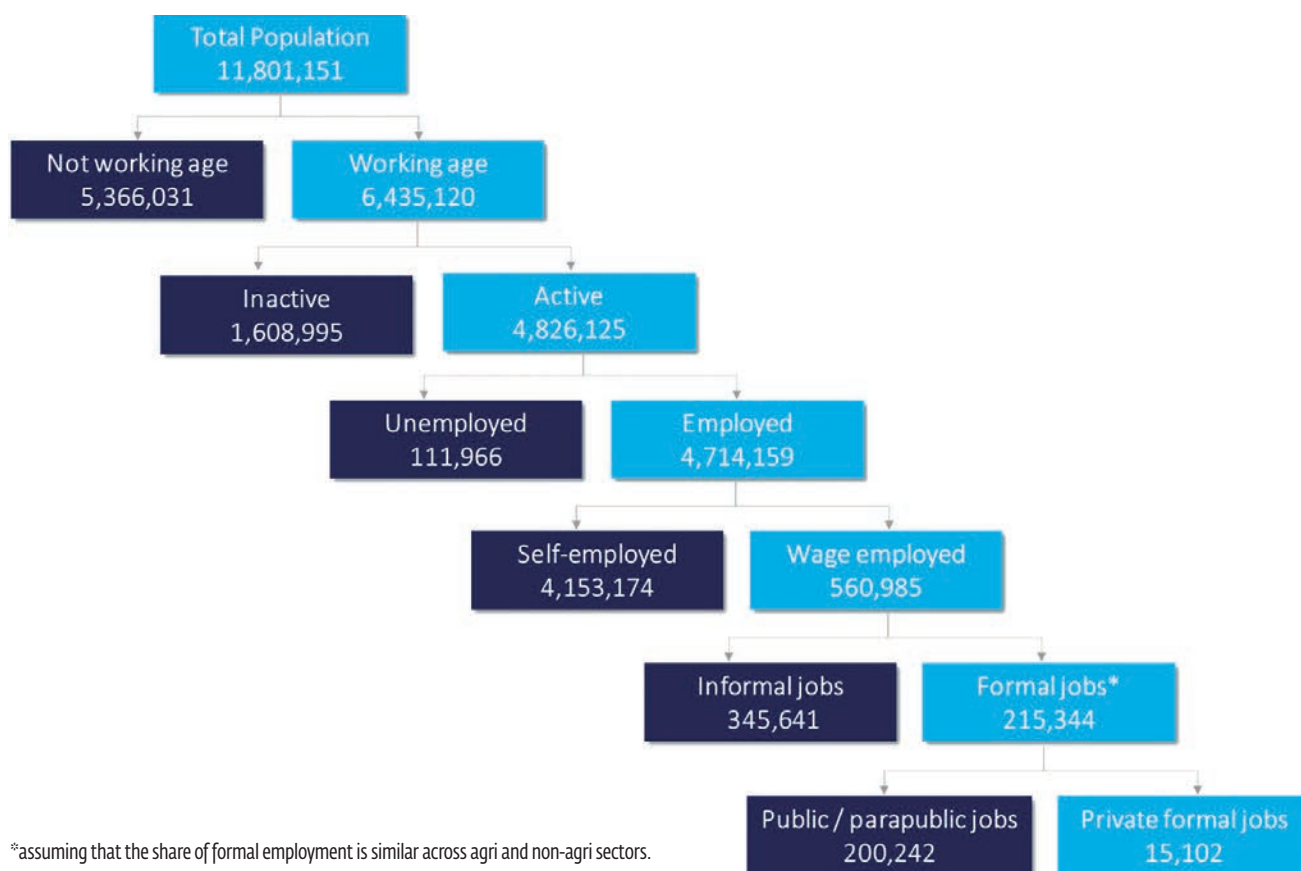 Total Population
11,801,151
Not working age
5,366,031
Working age
6,435,120
Inactive
1,608,995
Active
4,826,125
Unemployed
111,966
Employed
4,714,159
Self-employed
4,153,174
Wage employed
560,985
Informal jobs
345,641
Formal jobs*
215,344
Public / parapublic jobs
200,242
Private formal jobs
15,102
*assuming that the share of formal employment is similar across agri and non-agri sectors.